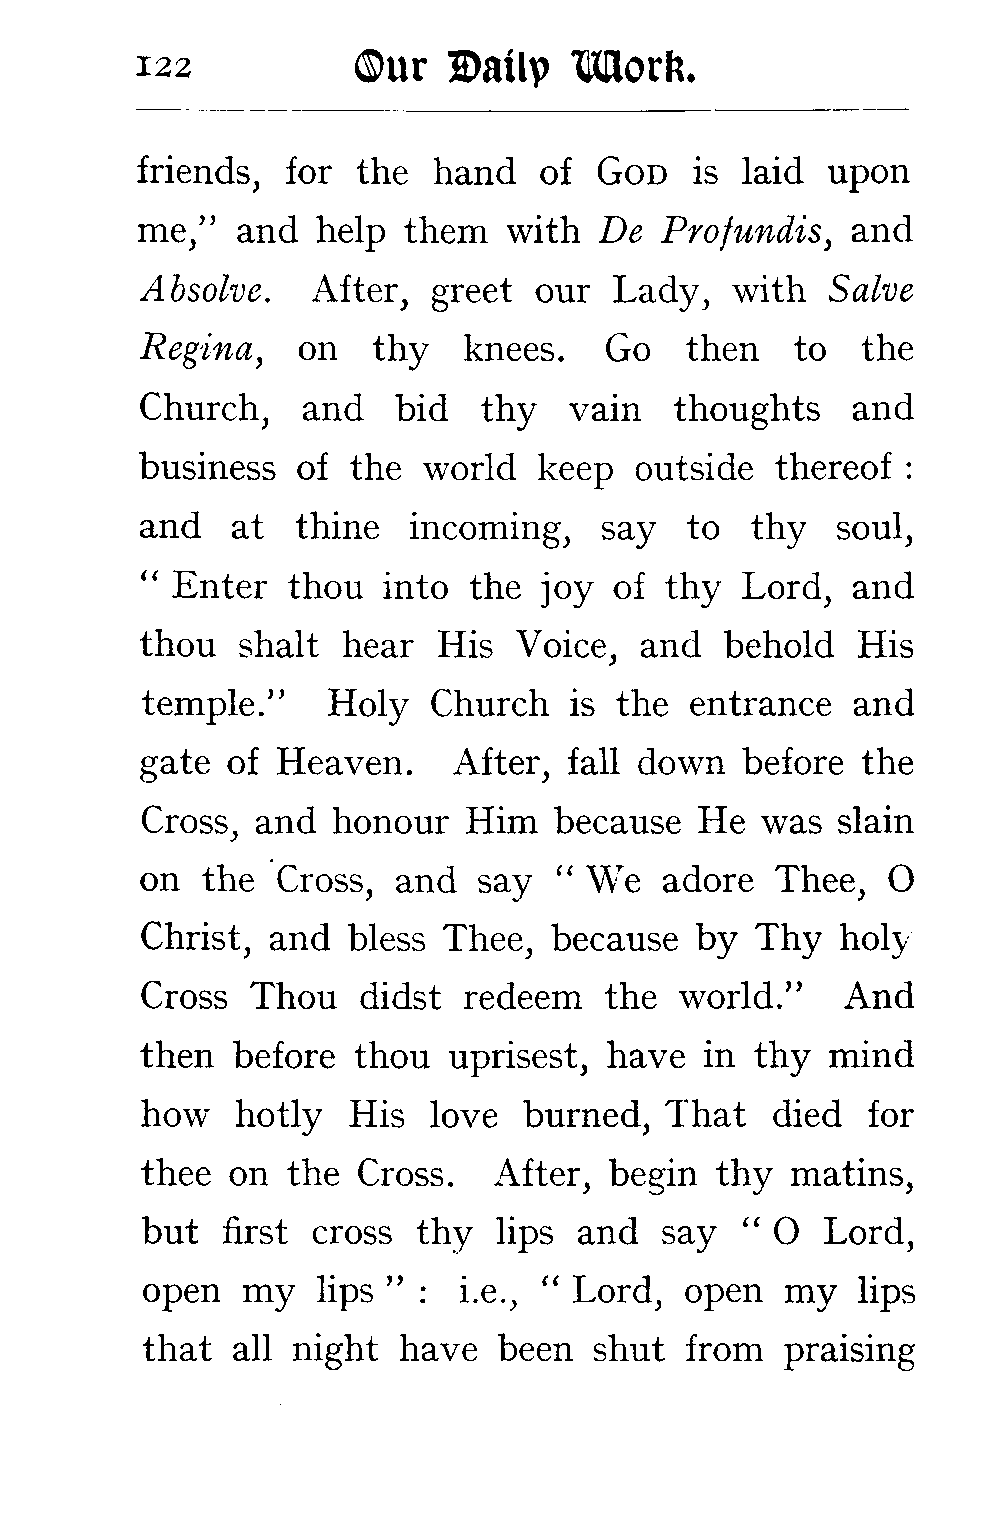 122 Our Daily Work.
friends, for the hand of GOD is laid upon
me,” and help them with De Profundis, and
Absolve. After, greet our Lady, with Salve
Regina, on thy knees. Go then to the
Church, and bid thy vain thoughts and
business of the world keep outside thereof :
and at thine incoming, say to thy soul,
“ Enter thou into the joy of thy Lord, and
thou shalt hear His Voice, and behold His
temple.” Holy Church is the entrance and
gate of Heaven. After, fall down before the
Cross, and honour Him because He was slain
on the Cross, and say “ We adore Thee, O
Christ, and bless Thee, because by Thy holy
Cross Thou didst redeem the world.” And
then before thou uprisest, have in thy mind
how hotly His love burned, That died for
thee on the Cross. After, begin thy matins,
but first cross thy lips and say “ O Lord,
open my lips ” : i.e., “ Lord, open my lips
that all night have been shut from praising